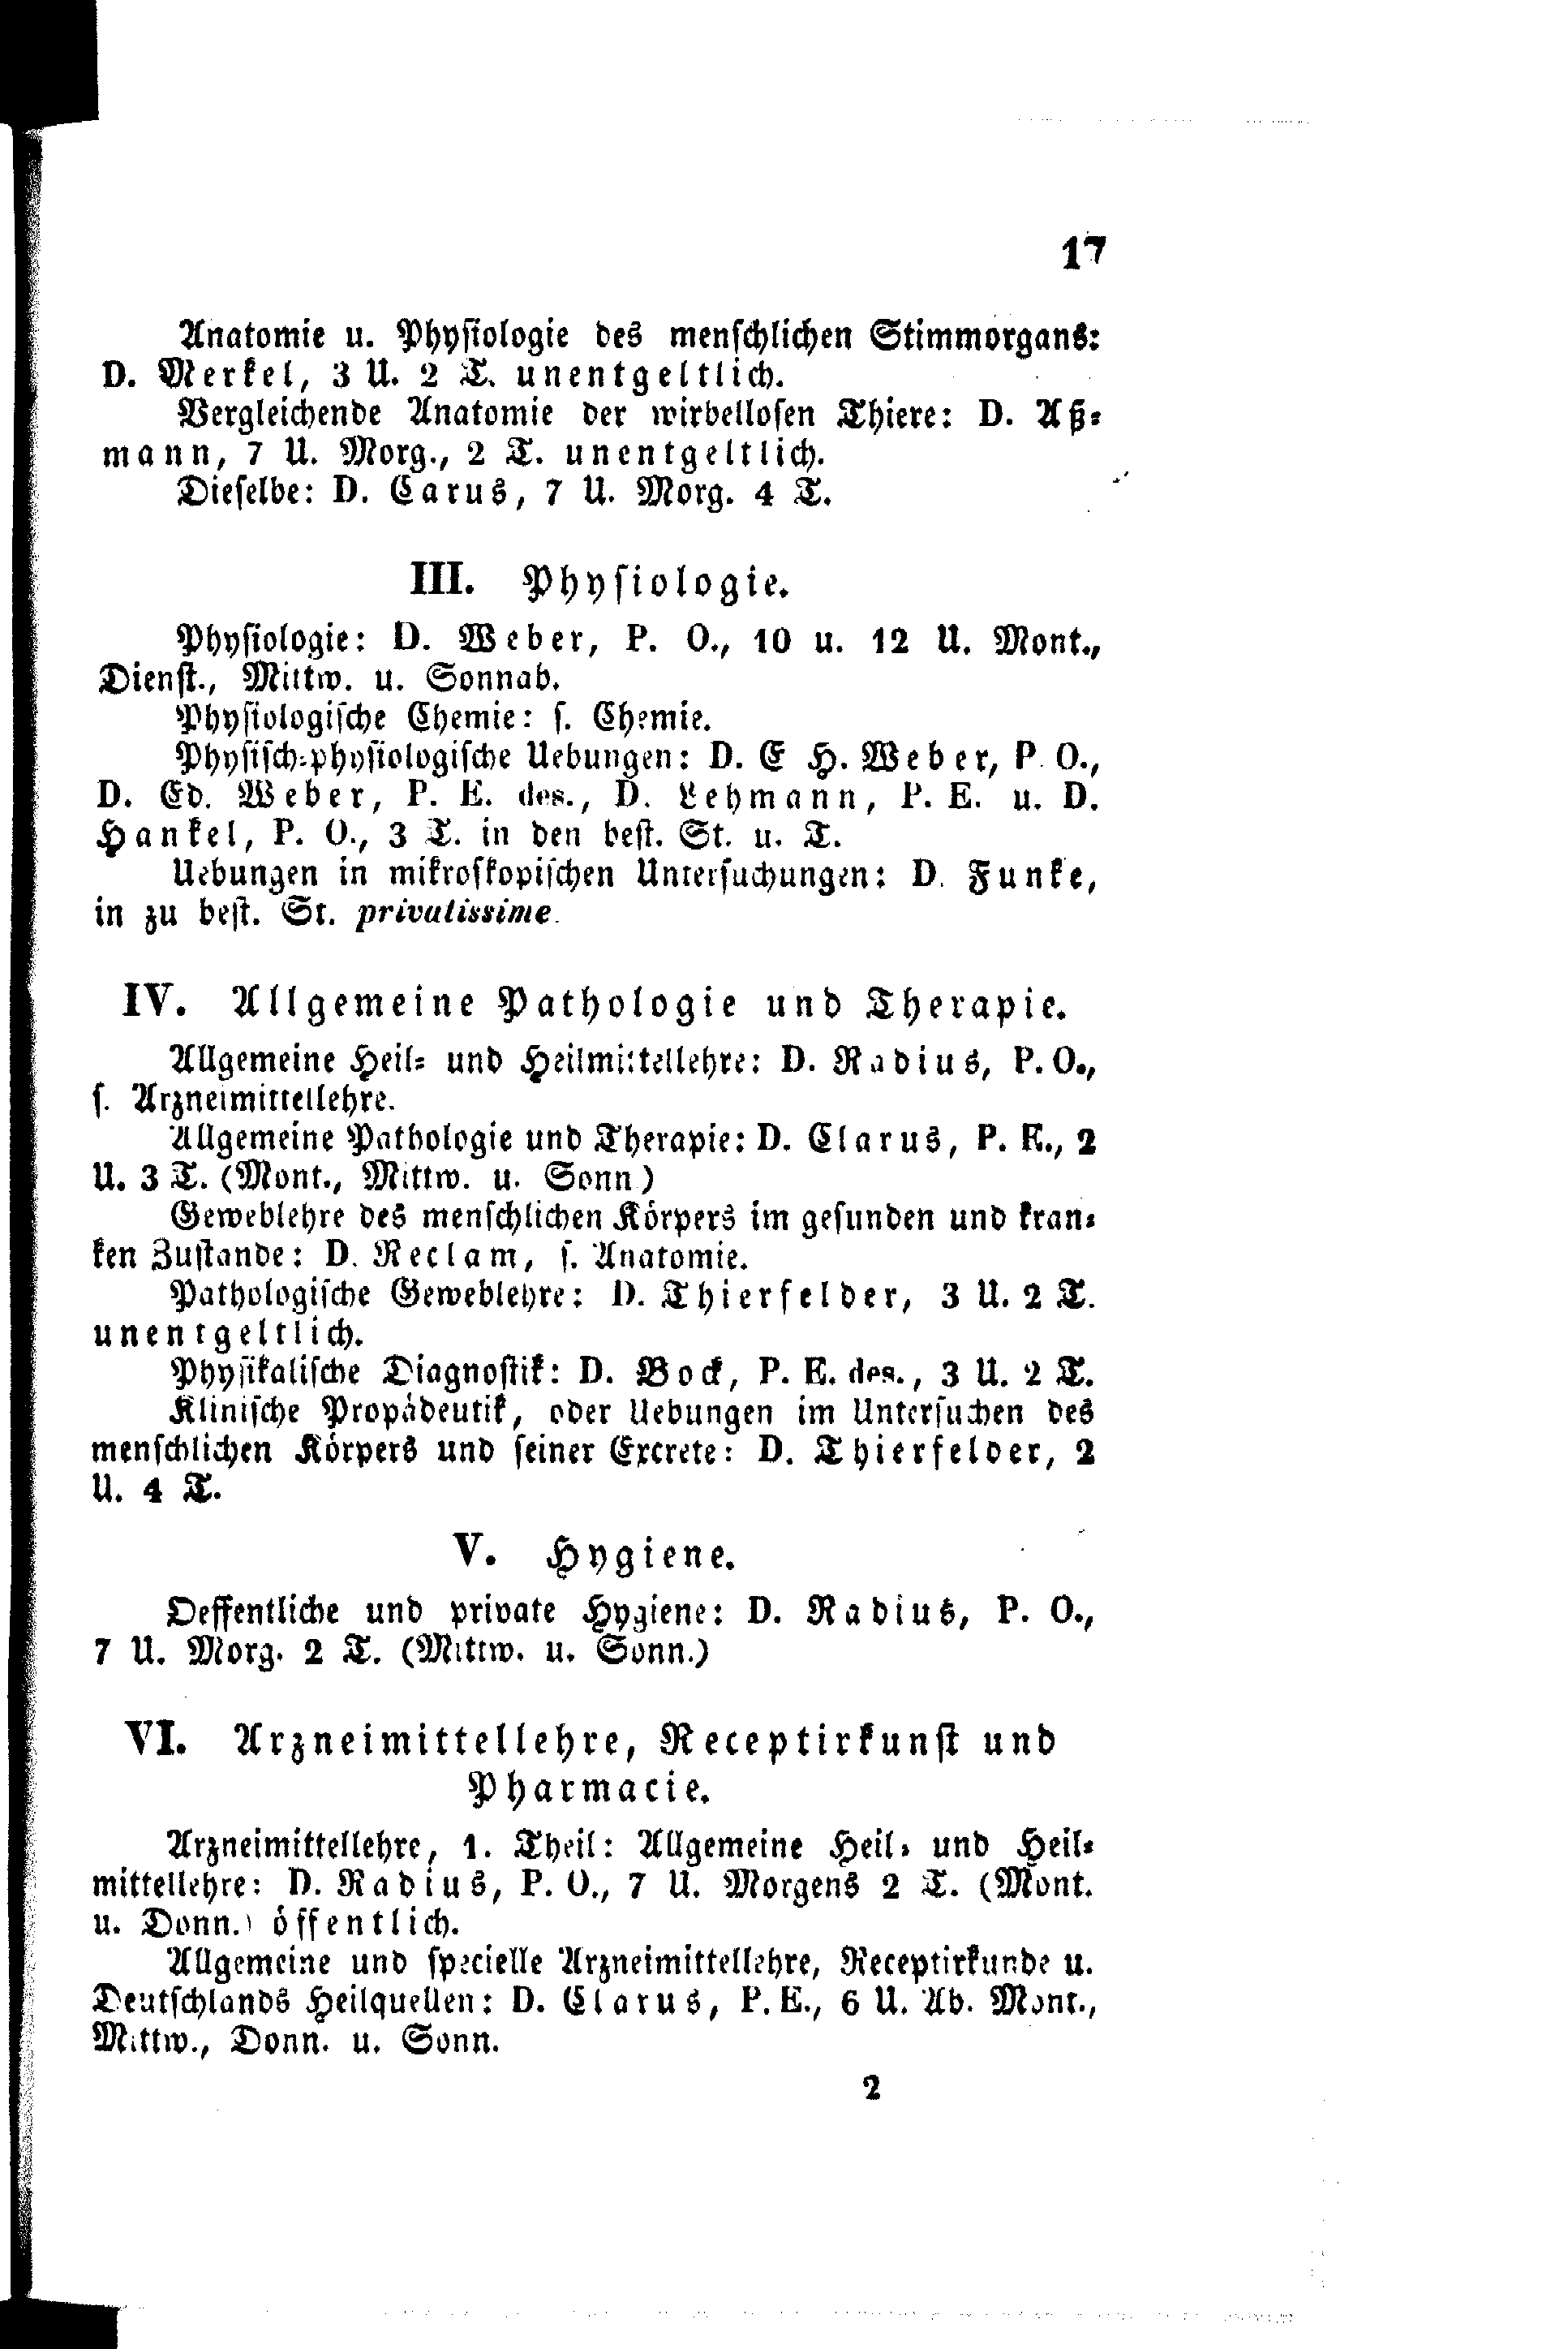 17
Anatomie u. Physiologie des menschlichen Stimmorgans:
D. Merkel, 3 U. 2 T. unentgeltlich.
Vergleichende Anatomie der wirbellosen Thiere: D. Aß-
mann, 7 U. Morg., 2 T. unentgeltlich.
Dieselbe: D. Carus, 7 U. Morg. 4 T.
III. Physiologie.
Physiologie: D. Weber, P. O., 10 u. 12 U. Mont.,
Dienst., Mittw. u. Sonnab.
Physiologische Chemie: s. Chemie.
Physisch-physiologische Uebungen: D. E H. Weber, P. O.,
D. Ed. Weber, P. E. des., D. Lehmann, P. E. u. D.
Hankel, P. O., 3 T. in den best. St. u. T.
Uebungen in mikroskopischen Untersuchungen: D. Funke,
in zu best. St. privatissime.
IV. Allgemeine Pathologie und Therapie.
Allgemeine Heil- und Heilmittellehre: D. Radius, P. O.,
s. Arzneimittellehre.
Allgemeine Pathologie und Therapie: D. Clarus, P. E., 2
U. 3 T. (Mont., Mittw. u. Sonn)
Geweblehre des menschlichen Körpers im gesunden und kran-
ken Zustande: D. Reclam, s. Anatomie.
Pathologische Geweblehre: D. Thierfelder, 3 U. 2 T.
unentgeltlich.
Physikalische Diagnostik: D. Bock, P. E. des., 3 U. 2 T.
Klinische Propädeutik, oder Uebungen im Untersuchen des
menschlichen Körpers und seiner Excrete: D. Thierfelder, 2
U. 4 T.
V. Hygiene.
Oeffentliche und private Hygiene: D. Radius, P. O.,
7 U. Morg. 2 T. (Mittw. u. Sonn.)
VI. Arzneimittellehre, Receptirkunst und
Pharmacie.
Arzneimittellehre, 1. Theil: Allgemeine Heil- und Heil-
mittellehre: D. Radius, P. O., 7 U. Morgens 2 T. (Mont.
u. Donn.) öffentlich.
Allgemeine und specielle Arzneimittellehre, Receptirkunde u.
Deutschlands Heilquellen: D. Clarus, P. E., 6 U. Ab. Mont.,
Mittw., Donn. u. Sonn.
2